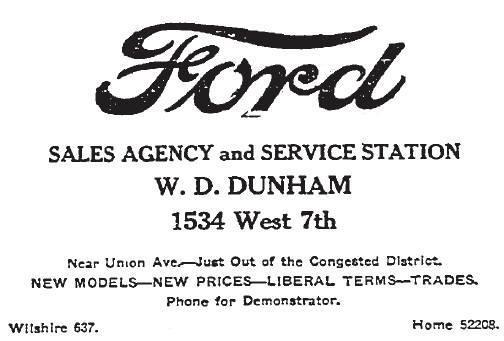 Ford
SALES AGENCY and SERVICE STATION
W. D. DUNHAM
1534 West 7th
Near Union Ave.—Just Out of the Congested District.
NEW MODELS—NEW PRICES—LIBERAL TERMS—TRADES.
Phone for Demonstrator.
Wilshire 637. Home 52208.